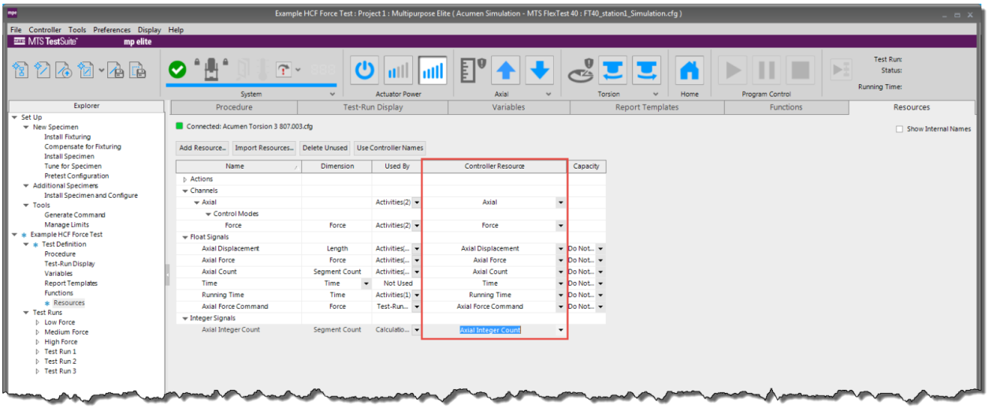 mpe
Example HCF Force Test : Project 1 : Multipurpose Elite ( Acumen Simulation - MTS FlexTest 40 : FT40_station1_Simulation.cfg )
File Controller Tools Preferences Display Help
MTS TestSuite™ mp elite
System
Actuator Power
Axial
Torsion
Home
Program Control
Test Run:
Status:
Running Time:
Explorer
Set Up
New Specimen
Install Fixturing
Compensate for Fixturing
Install Specimen
Tune for Specimen
Pretest Configuration
Additional Specimens
Install Specimen and Configure
Tools
Generate Command
Manage Limits
Example HCF Force Test
Test Definition
Procedure
Test-Run Display
Variables
Report Templates
Functions
Resources
Test Runs
Low Force
Medium Force
High Force
Test Run 1
Test Run 2
Test Run 3
Procedure Test-Run Display Variables Report Templates Functions Resources
Connected: Acumen Torsion 3 807.003.cfg
Show Internal Names
Add Resource... Import Resources... Delete Unused Use Controller Names
Name Dimension Used By Controller Resource Capacity
Actions
Channels
Axial Activities(2) Axial
Control Modes
Force Force Activities(2) Force
Float Signals
Axial Displacement Length Activities(... Axial Displacement Do Not...
Axial Force Force Activities(... Axial Force Do Not...
Axial Count Segment Count Activities(... Axial Count Do Not...
Time Time Not Used Time Do Not...
Running Time Time Activities(1) Running Time Do Not...
Axial Force Command Force Test-Run... Axial Force Command Do Not...
Integer Signals
Axial Integer Count Segment Count Calculatio... Axial Integer Count